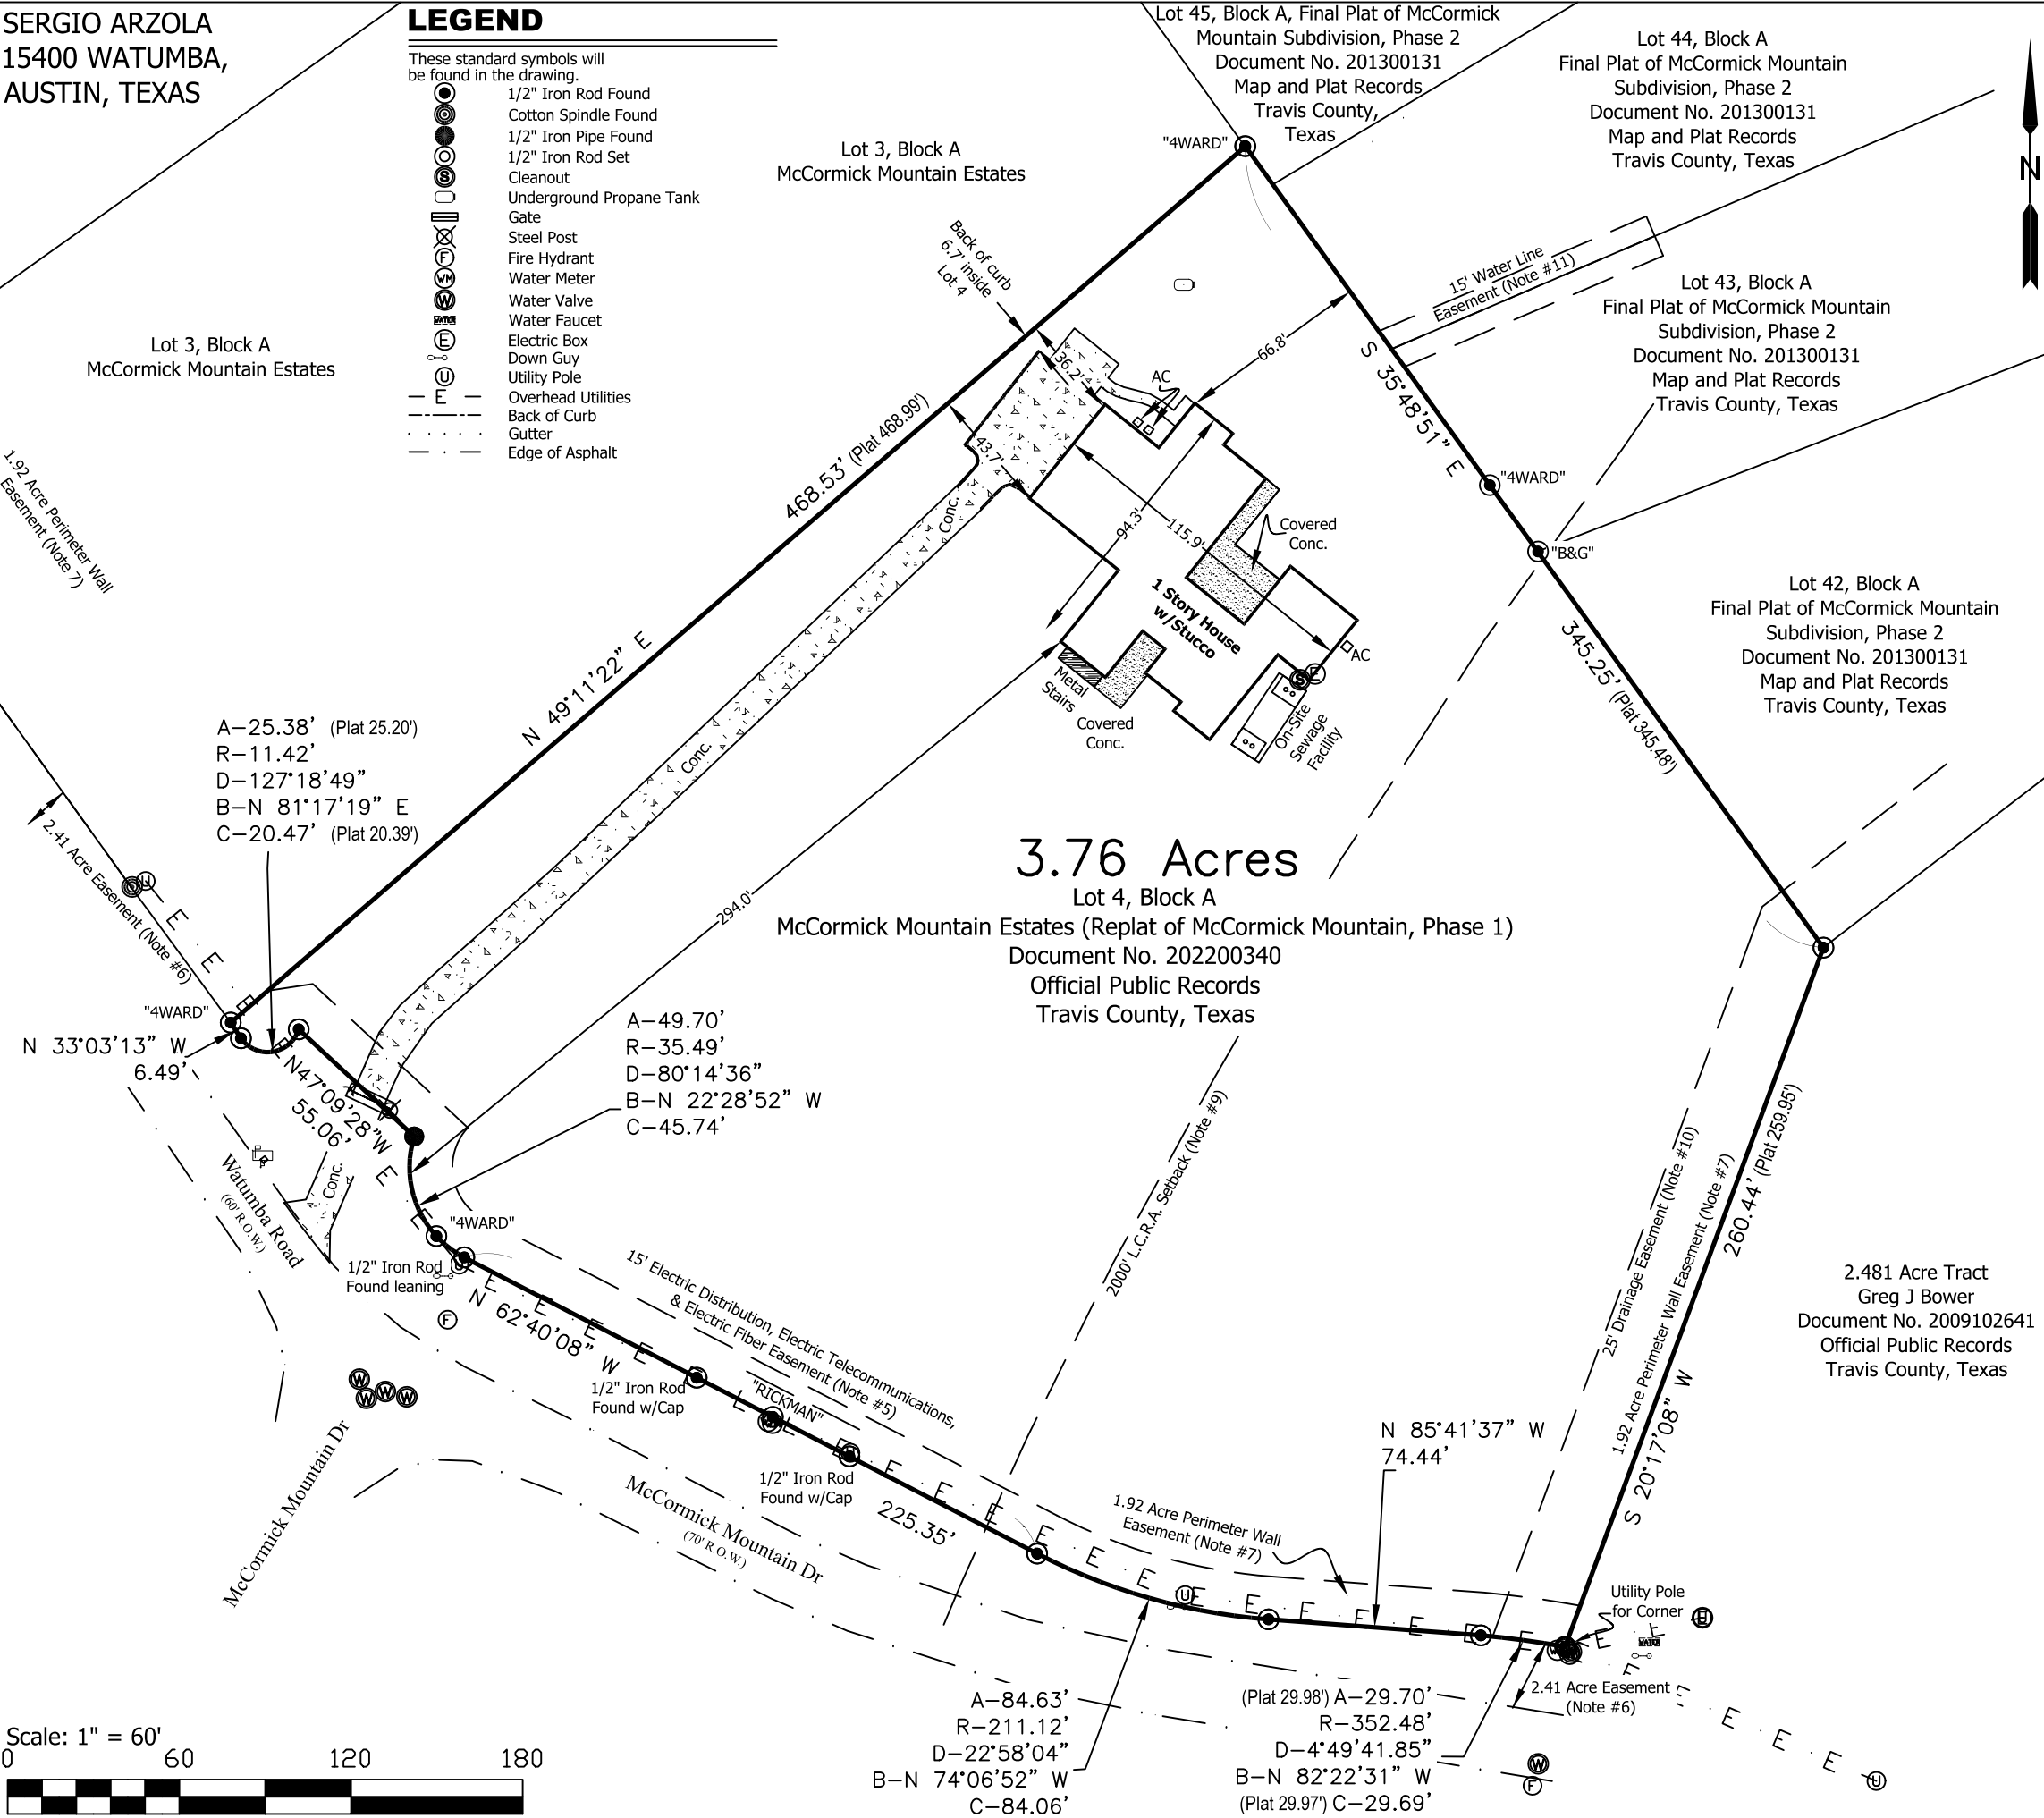 SERGIO ARZOLA
15400 WATUMBA,
AUSTIN, TEXAS
LEGEND
These standard symbols will
be found in the drawing.
1/2" Iron Rod Found
Cotton Spindle Found
1/2" Iron Pipe Found
1/2" Iron Rod Set
S Cleanout
Underground Propane Tank
Gate
Steel Post
F Fire Hydrant
WM Water Meter
W Water Valve
WATER Water Faucet
E Electric Box
Down Guy
U Utility Pole
E Overhead Utilities
Back of Curb
Gutter
Edge of Asphalt
Lot 45, Block A, Final Plat of McCormick
Mountain Subdivision, Phase 2
Document No. 201300131
Map and Plat Records
Travis County,
Texas
Lot 44, Block A
Final Plat of McCormick Mountain
Subdivision, Phase 2
Document No. 201300131
Map and Plat Records
Travis County, Texas
N
"4WARD"
Lot 3, Block A
McCormick Mountain Estates
Back of curb
6.7' inside
Lot 4
15' Water Line
Easement (Note #11)
Lot 43, Block A
Final Plat of McCormick Mountain
Subdivision, Phase 2
Document No. 201300131
Map and Plat Records
Travis County, Texas
Lot 3, Block A
McCormick Mountain Estates
66.8'
36.2'
AC
S 35°48'51" E
468.53' (Plat 468.99')
43.7'
1.92 Acre Perimeter Wall
Easement (Note 7)
"4WARD"
Conc.
94.3'
115.9'
Covered
Conc.
"B&G"
Lot 42, Block A
Final Plat of McCormick Mountain
Subdivision, Phase 2
Document No. 201300131
Map and Plat Records
Travis County, Texas
1 Story House
w/Stucco
345.25' (Plat 345.48')
AC
S
E
N 49°11'22" E
Metal
Stairs
Covered
Conc.
On-Site
Sewage
Facility
A-25.38' (Plat 25.20')
R-11.42'
D-127°18'49"
B-N 81°17'19" E
C-20.47' (Plat 20.39')
Conc.
2.41 Acre Easement (Note #6)
U
E
E
E
294.0'
3.76 Acres
Lot 4, Block A
McCormick Mountain Estates (Replat of McCormick Mountain, Phase 1)
Document No. 202200340
Official Public Records
Travis County, Texas
"4WARD"
N 33°03'13" W
6.49'
A-49.70'
R-35.49'
D-80°14'36"
B-N 22°28'52" W
C-45.74'
N47°09'28"W
55.06'
E
E
Watumba Road
(60' R.O.W.)
Conc.
"4WARD"
1/2" Iron Rod
Found leaning
F
2000' L.C.R.A. Setback (Note #9)
25' Drainage Easement (Note #10)
1.92 Acre Perimeter Wall Easement (Note #7)
260.44' (Plat 259.95')
S 20°17'08" W
2.481 Acre Tract
Greg J Bower
Document No. 2009102641
Official Public Records
Travis County, Texas
15' Electric Distribution, Electric Telecommunications,
& Electric Fiber Easement (Note #5)
N 62°40'08" W
E
E
E
E
W
W
W
W
1/2" Iron Rod
Found w/Cap
"RICKMAN"
1/2" Iron Rod
Found w/Cap
225.35'
McCormick Mountain Dr
McCormick Mountain Dr
(70' R.O.W.)
E
E
E
E
E
E
1.92 Acre Perimeter Wall
Easement (Note #7)
N 85°41'37" W
74.44'
U
E
E
E
E
E
E
E
Utility Pole
for Corner
WATER
E
E
2.41 Acre Easement
(Note #6)
E
E
E
E
U
W
F
A-84.63'
R-211.12'
D-22°58'04"
B-N 74°06'52" W
C-84.06'
(Plat 29.98') A-29.70'
R-352.48'
D-4°49'41.85"
B-N 82°22'31" W
(Plat 29.97') C-29.69'
Scale: 1" = 60'
0 60 120 180